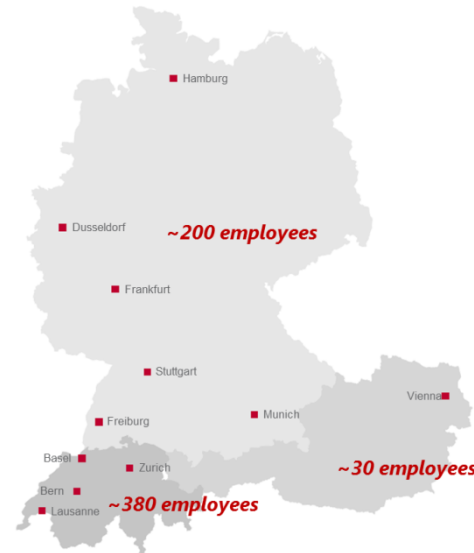 Hamburg
Dusseldorf
~200 employees
Frankfurt
Stuttgart
Vienna
Munich
Freiburg
Basel
Zurich
~30 employees
Bern
~380 employees
Lausanne